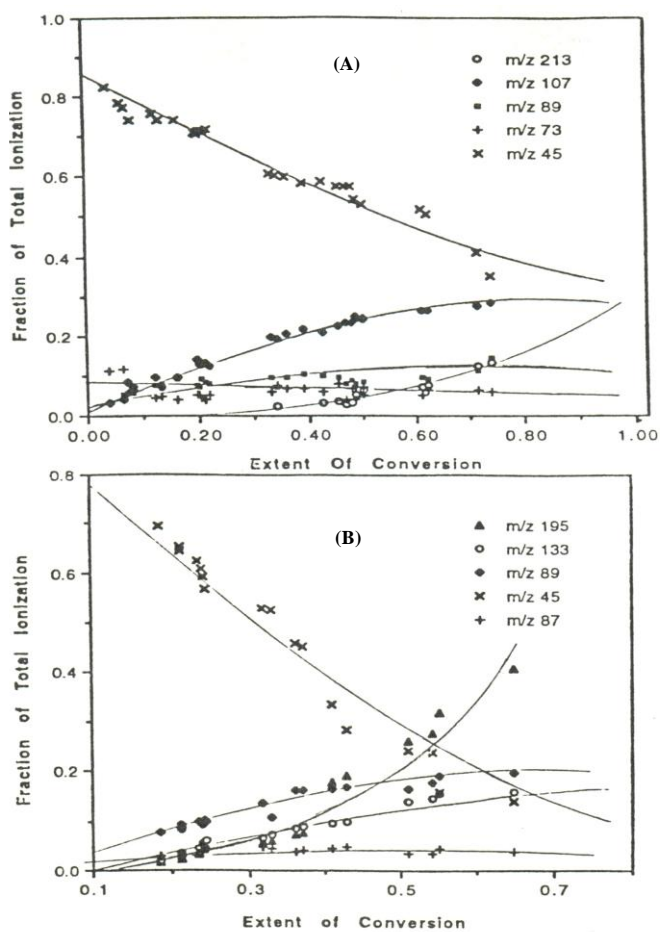 1.0
0.8
0.6
0.4
0.2
0.0
Fraction of Total Ionization
(A)
m/z 213
m/z 107
m/z 89
m/z 73
m/z 45
0.00 0.20 0.40 0.60 0.80 1.00
Extent Of Conversion
0.8
0.6
0.4
0.2
0.0
Fraction of Total Ionization
(B)
m/z 195
m/z 133
m/z 89
m/z 45
m/z 87
0.1 0.3 0.5 0.7
Extent of Conversion